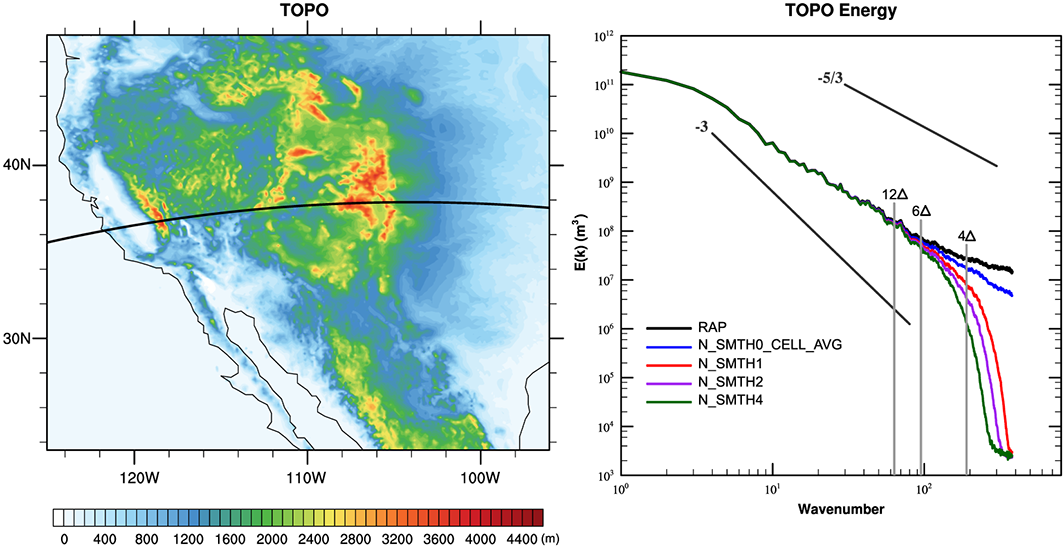 TOPO
40N
30N
120W 110W 100W
0 400 800 1200 1600 2000 2400 2800 3200 3600 4000 4400 (m)
TOPO Energy
E(k) (m³)
10¹²
10¹¹
10¹⁰
10⁹
10⁸
10⁷
10⁶
10⁵
10⁴
10³
-5/3
-3
12Δ
6Δ
4Δ
RAP
N_SMTH0_CELL_AVG
N_SMTH1
N_SMTH2
N_SMTH4
10⁰ 10¹ 10²
Wavenumber